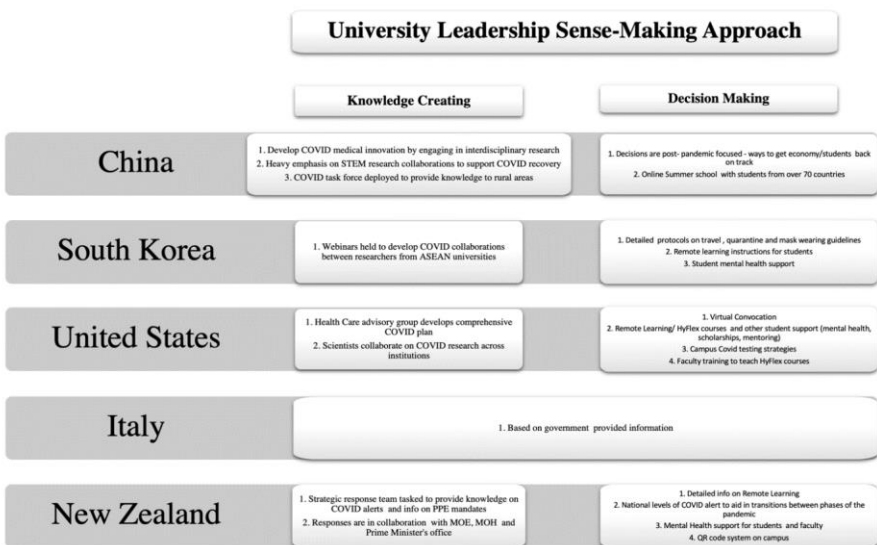 University Leadership Sense-Making Approach
Knowledge Creating
Decision Making
China
1. Develop COVID medical innovation by engaging in interdisciplinary research
2. Heavy emphasis on STEM research collaborations to support COVID recovery
3. COVID task force deployed to provide knowledge to rural areas
1. Decisions are post- pandemic focused - ways to get economy/students back
on track
2. Online Summer school with students from over 70 countries
South Korea
1. Webinars held to develop COVID collaborations
between researchers from ASEAN universities
1. Detailed protocols on travel , quarantine and mask wearing guidelines
2. Remote learning instructions for students
3. Student mental health support
United States
1. Health Care advisory group develops comprehensive
COVID plan
2. Scientists collaborate on COVID research across
institutions
1. Virtual Convocation
2. Remote Learning/ HyFlex courses and other student support (mental health,
scholarships, mentoring)
3. Campus Covid testing strategies
4. Faculty training to teach HyFlex courses
Italy
1. Based on government provided information
New Zealand
1. Strategic response team tasked to provide knowledge on
COVID alerts and info on PPE mandates
2. Responses are in collaboration with MOE, MOH and
Prime Minister's office
1. Detailed info on Remote Learning
2. National levels of COVID alert to aid in transitions between phases of the
pandemic
3. Mental Health support for students and faculty
4. QR code system on campus